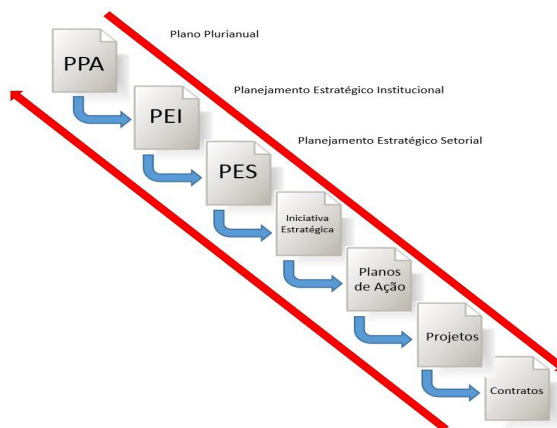 Plano Plurianual
PPA
Planejamento Estratégico Institucional
PEI
Planejamento Estratégico Setorial
PES
Iniciativa
Estratégica
Planos
de Ação
Projetos
Contratos